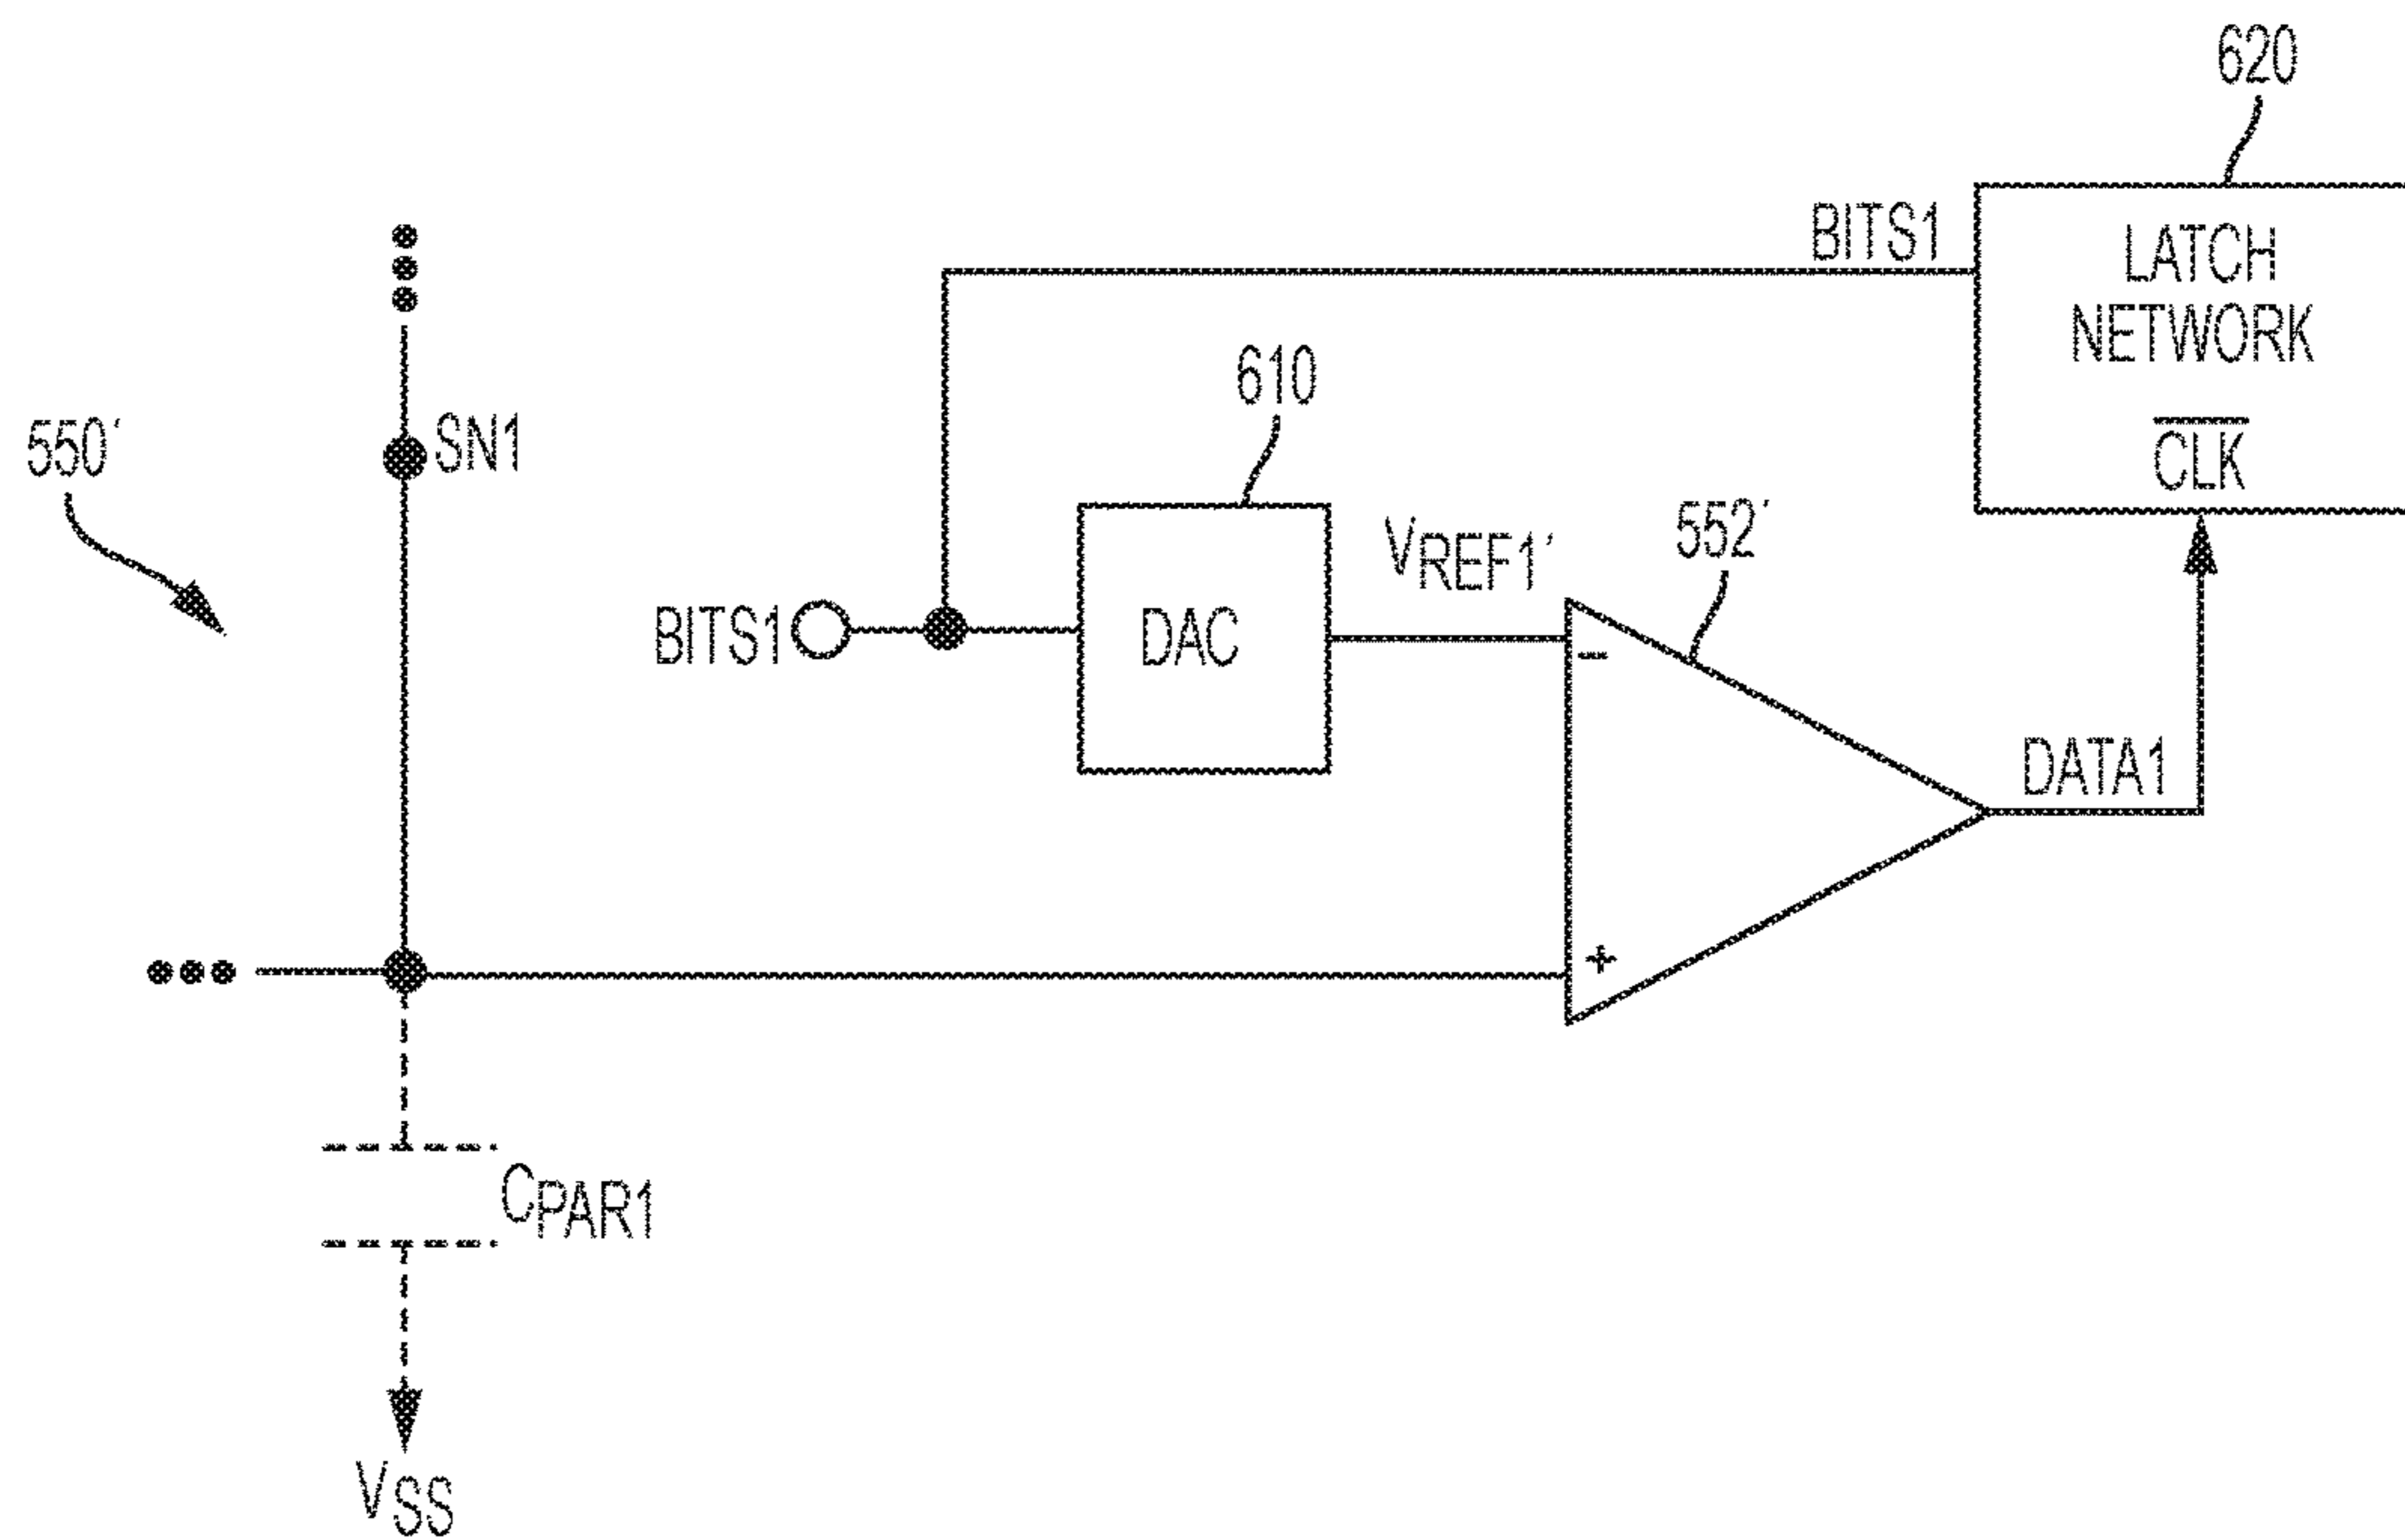 620
BITS1
LATCH
NETWORK
CLK
610
550′
SN1
VREF1′
552′
BITS1
DAC
-
DATA1
+
CPAR1
VSS